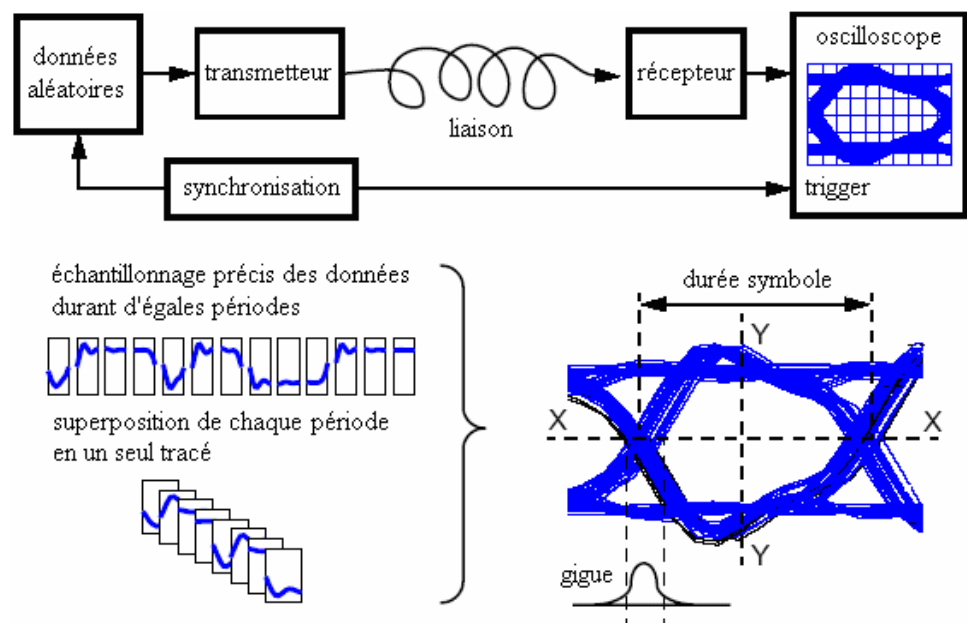 données
aléatoires
transmetteur
liaison
récepteur
oscilloscope
trigger
synchronisation
échantillonnage précis des données
durant d'égales périodes
superposition de chaque période
en un seul tracé
durée symbole
Y
X
X
Y
gigue